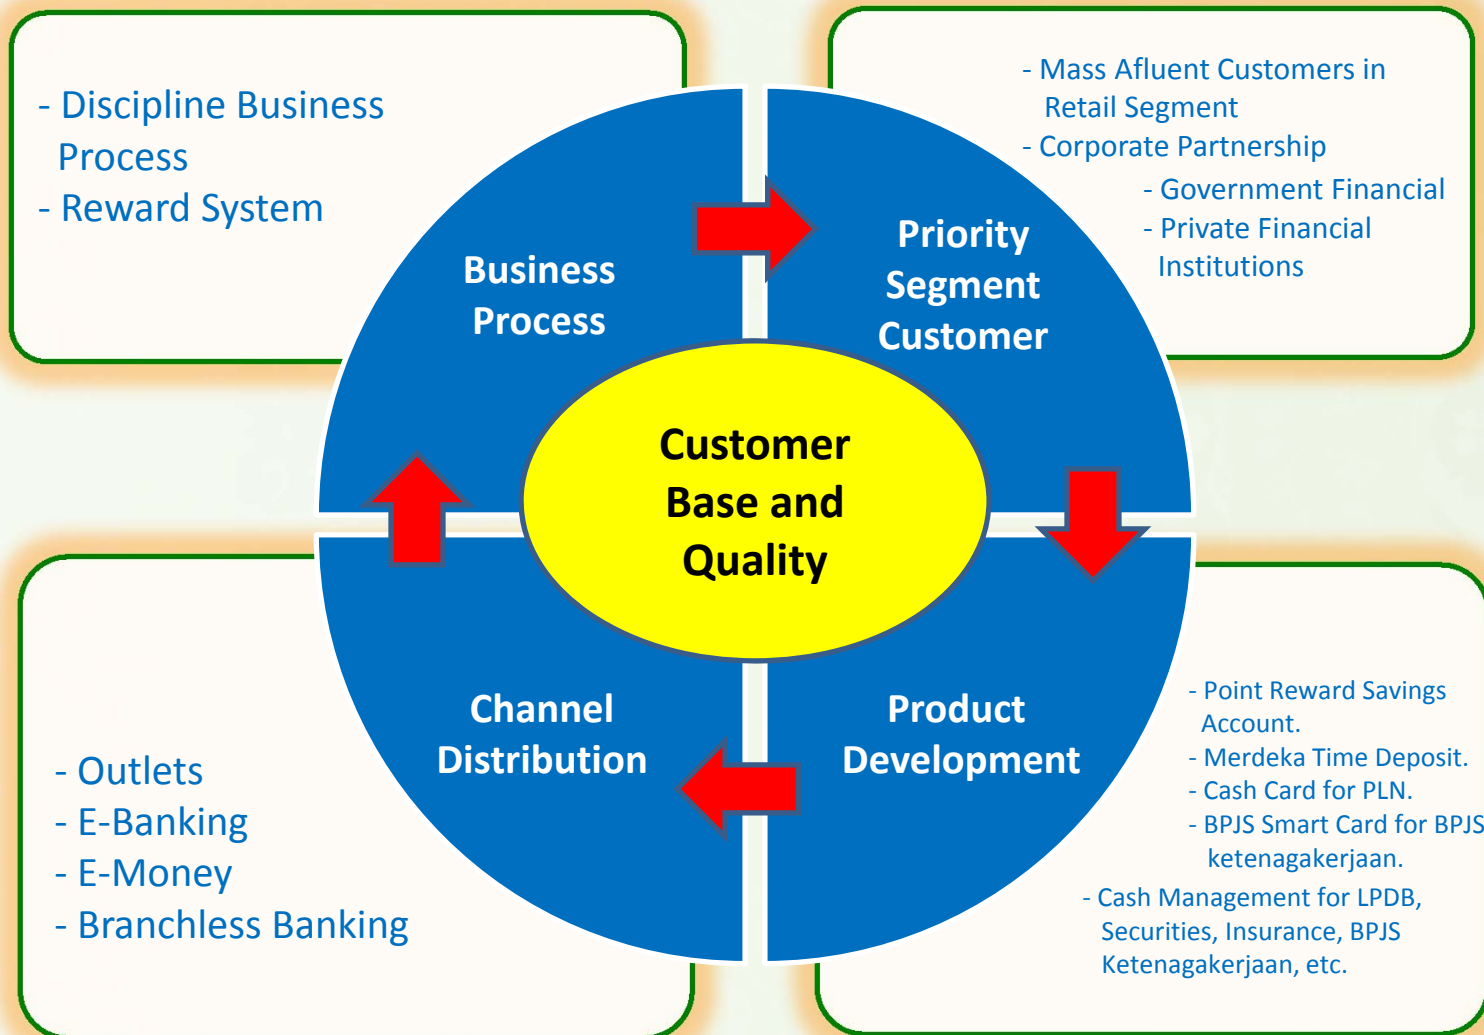 - Discipline Business
Process
- Reward System
- Mass Afluent Customers in
Retail Segment
- Corporate Partnership
- Government Financial
- Private Financial
Institutions
Business
Process
Priority
Segment
Customer
Customer
Base and
Quality
Channel
Distribution
Product
Development
- Outlets
- E-Banking
- E-Money
- Branchless Banking
- Point Reward Savings
Account.
- Merdeka Time Deposit.
- Cash Card for PLN.
- BPJS Smart Card for BPJS
ketenagakerjaan.
- Cash Management for LPDB,
Securities, Insurance, BPJS
Ketenagakerjaan, etc.